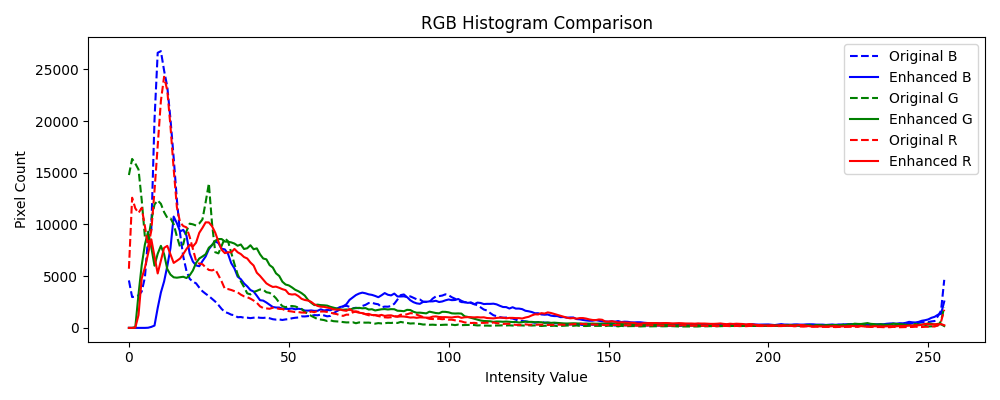 RGB Histogram Comparison
Original B
Enhanced B
Original G
Enhanced G
Original R
Enhanced R
Pixel Count
25000
20000
15000
10000
5000
0
0 50 100 150 200 250
Intensity Value